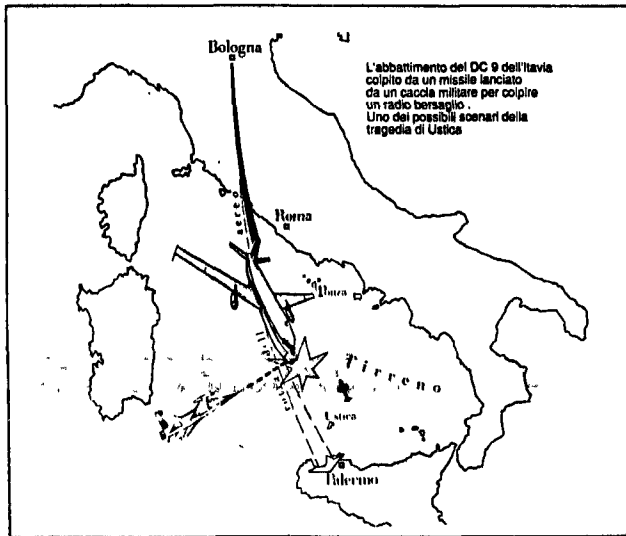 Bologna
L'abbattimento del DC 9 dell'Itavia
colpito da un missile lanciato
da un caccia militare per colpire
un radio bersaglio .
Uno dei possibili scenari della
tragedia di Ustica
aereo
Roma
Ponza
Tirreno
Ustica
Palermo